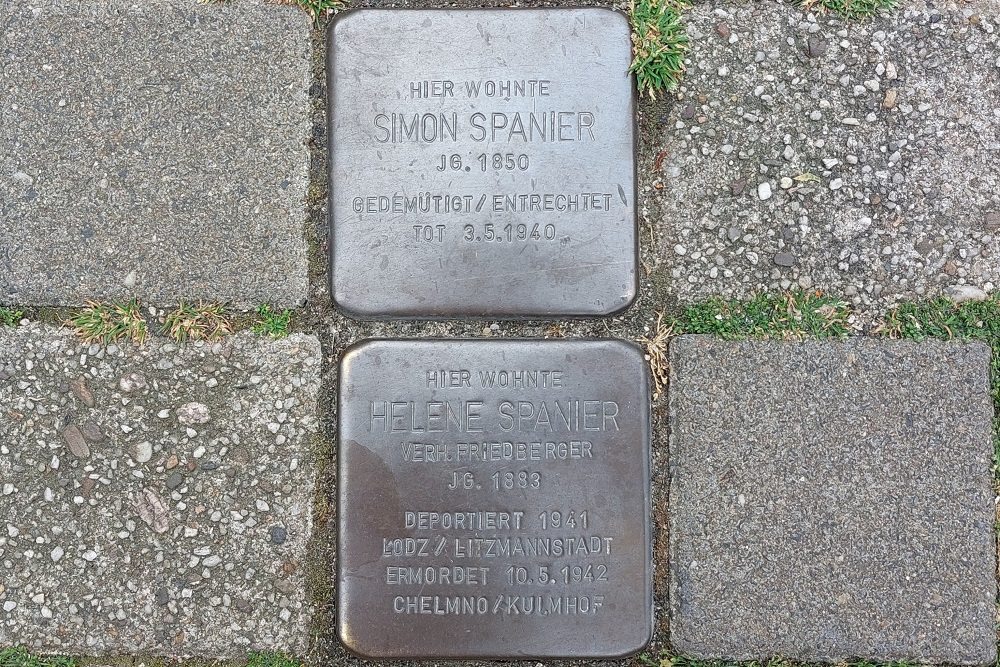 HIER WOHNTE
SIMON SPANIER
JG. 1850
GEDEMÜTIGT / ENTRECHTET
TOT 3.5.1940
HIER WOHNTE
HELENE SPANIER
VERH. FRIEDBERGER
JG. 1883
DEPORTIERT 1941
LODZ / LITZMANNSTADT
ERMORDET 10.5.1942
CHELMNO / KULMHOF